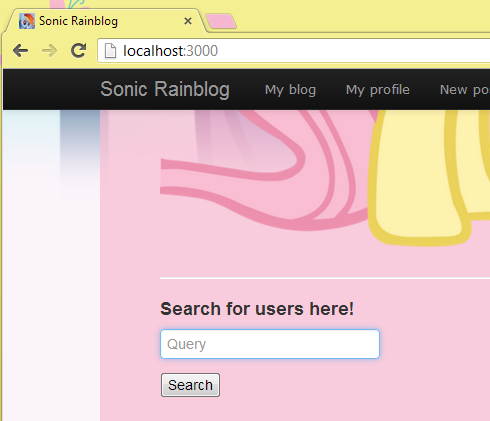 Sonic Rainblog
localhost:3000
Sonic Rainblog My blog My profile New po
Search for users here!
Query
Search